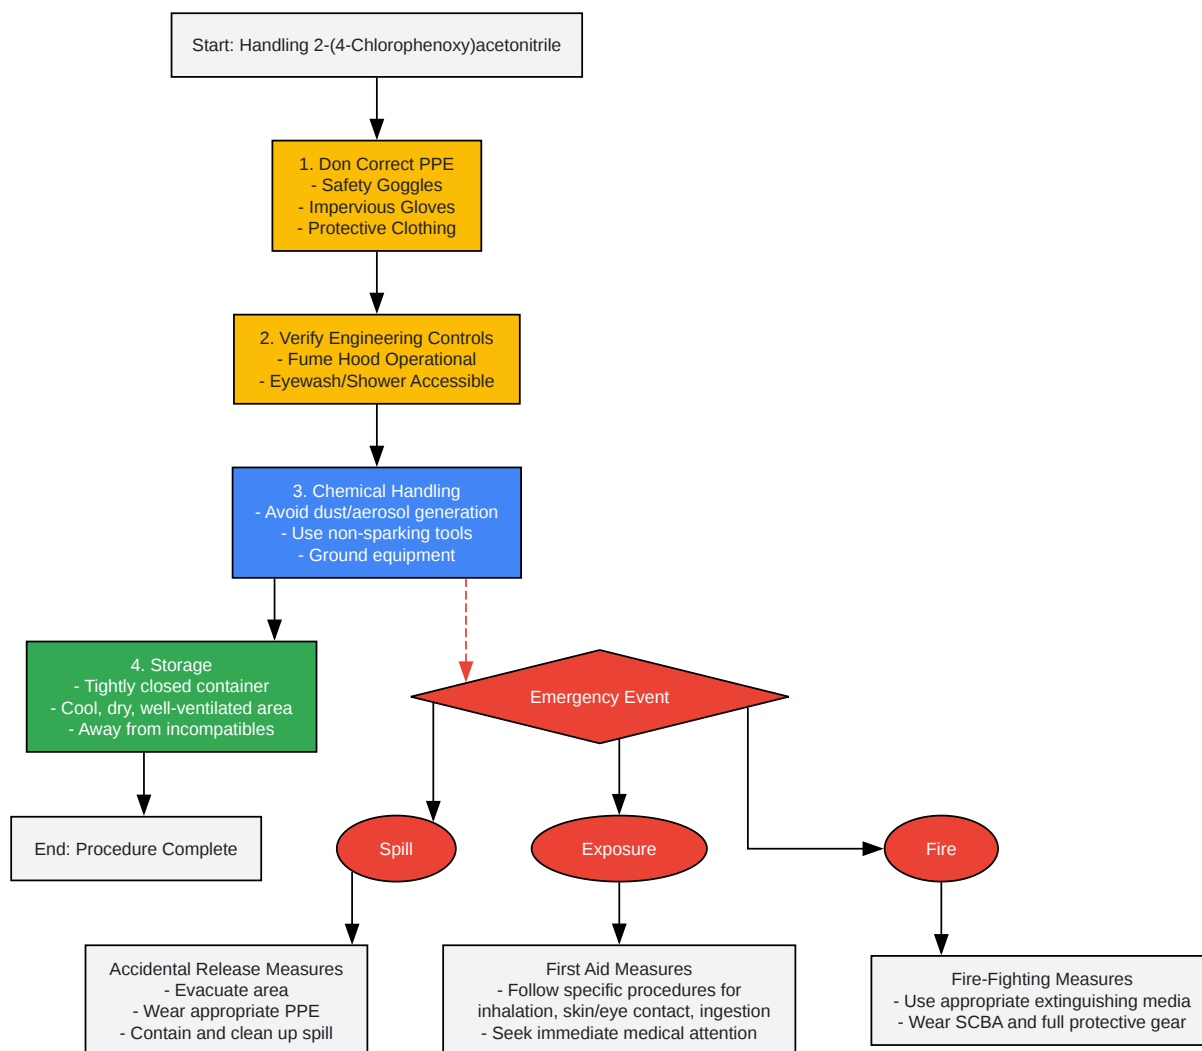 Start: Handling 2-(4-Chlorophenoxy)acetonitrile
1. Don Correct PPE
- Safety Goggles
- Impervious Gloves
- Protective Clothing
2. Verify Engineering Controls
- Fume Hood Operational
- Eyewash/Shower Accessible
3. Chemical Handling
- Avoid dust/aerosol generation
- Use non-sparking tools
- Ground equipment
4. Storage
- Tightly closed container
- Cool, dry, well-ventilated area
- Away from incompatibles
Emergency Event
End: Procedure Complete
Spill
Exposure
Fire
Accidental Release Measures
- Evacuate area
- Wear appropriate PPE
- Contain and clean up spill
First Aid Measures
- Follow specific procedures for
inhalation, skin/eye contact, ingestion
- Seek immediate medical attention
Fire-Fighting Measures
- Use appropriate extinguishing media
- Wear SCBA and full protective gear